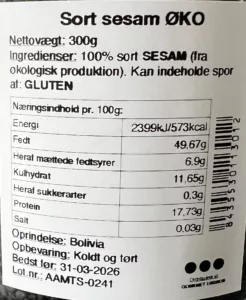 Sort sesam ØKO
Nettovægt: 300g
Ingredienser: 100% sort SESAM (fra
økologisk produktion). Kan indeholde spor
af: GLUTEN
Næringsindhold pr. 100g:
Energi 2399kJ/573kcal
Fedt 49,67g
Heraf mættede fedtsyrer 6,9g
Kulhydrat 11,65g
Heraf sukkerarter 0,3g
Protein 17,73g
Salt 0,03g
Oprindelse: Bolivia
Opbevaring: Koldt og tørt
Bedst før: 31-03-2026
Lot nr.: AAMTS-0241